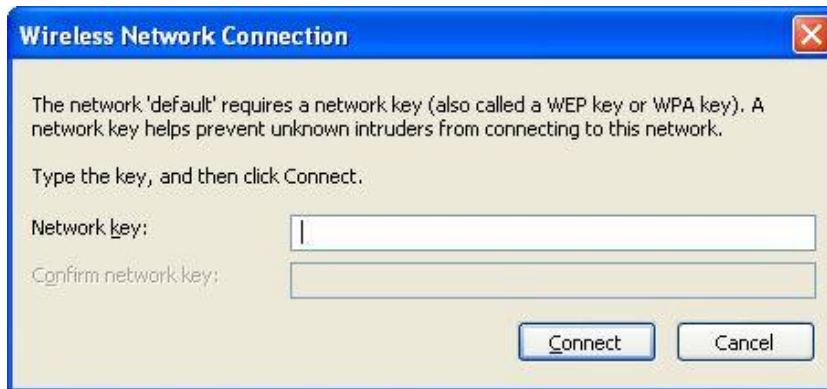 Wireless Network Connection
The network 'default' requires a network key (also called a WEP key or WPA key). A
network key helps prevent unknown intruders from connecting to this network.
Type the key, and then click Connect.
Network key:
Confirm network key:
Connect Cancel